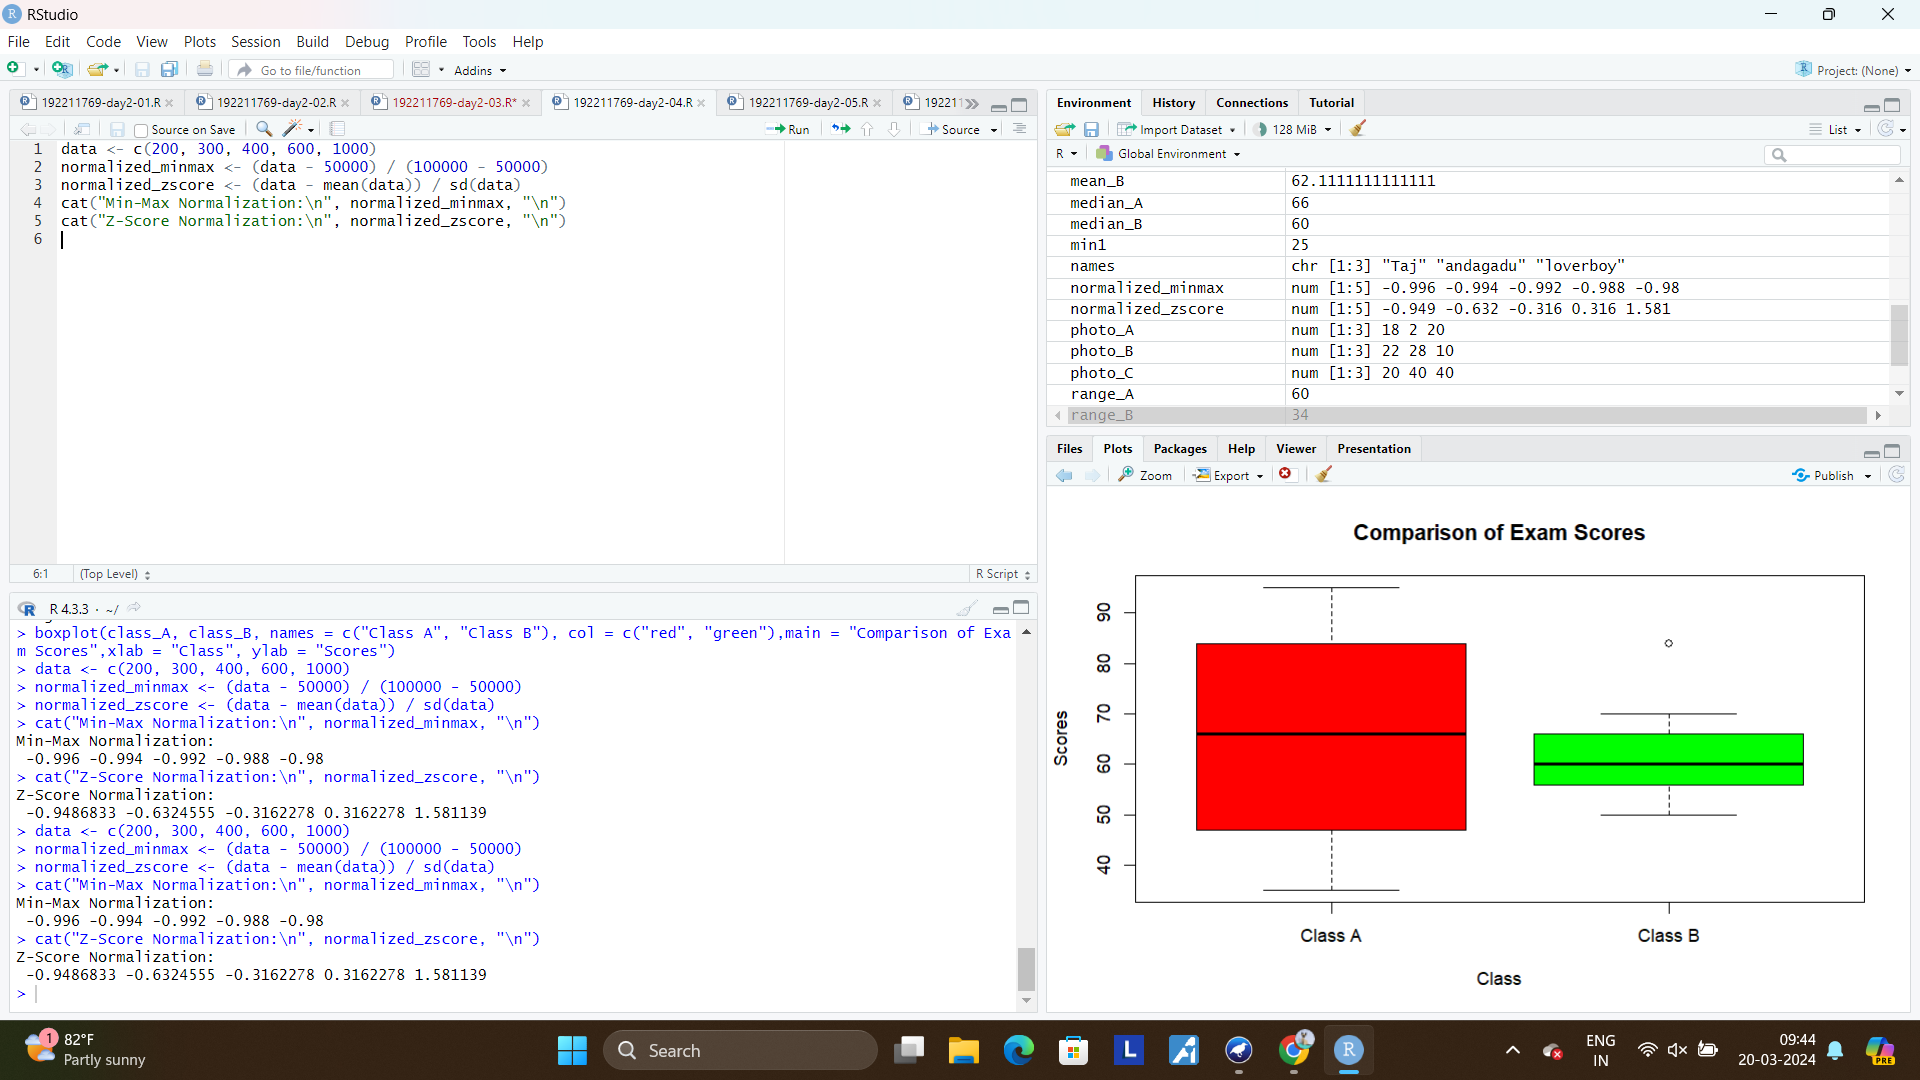 RStudio
File Edit Code View Plots Session Build Debug Profile Tools Help
Go to file/function Addins Project: (None)
192211769-day2-01.R 192211769-day2-02.R 192211769-day2-03.R* 192211769-day2-04.R 192211769-day2-05.R 19221
Source on Save Run Source
1 data <- c(200, 300, 400, 600, 1000)
2 normalized_minmax <- (data - 50000) / (100000 - 50000)
3 normalized_zscore <- (data - mean(data)) / sd(data)
4 cat("Min-Max Normalization:\n", normalized_minmax, "\n")
5 cat("Z-Score Normalization:\n", normalized_zscore, "\n")
6
6:1 (Top Level) R Script
R 4.3.3 · ~/
> boxplot(class_A, class_B, names = c("Class A", "Class B"), col = c("red", "green"),main = "Comparison of Exa
m Scores",xlab = "Class", ylab = "Scores")
> data <- c(200, 300, 400, 600, 1000)
> normalized_minmax <- (data - 50000) / (100000 - 50000)
> normalized_zscore <- (data - mean(data)) / sd(data)
> cat("Min-Max Normalization:\n", normalized_minmax, "\n")
Min-Max Normalization:
-0.996 -0.994 -0.992 -0.988 -0.98
> cat("Z-Score Normalization:\n", normalized_zscore, "\n")
Z-Score Normalization:
-0.9486833 -0.6324555 -0.3162278 0.3162278 1.581139
> data <- c(200, 300, 400, 600, 1000)
> normalized_minmax <- (data - 50000) / (100000 - 50000)
> normalized_zscore <- (data - mean(data)) / sd(data)
> cat("Min-Max Normalization:\n", normalized_minmax, "\n")
Min-Max Normalization:
-0.996 -0.994 -0.992 -0.988 -0.98
> cat("Z-Score Normalization:\n", normalized_zscore, "\n")
Z-Score Normalization:
-0.9486833 -0.6324555 -0.3162278 0.3162278 1.581139
>
Environment History Connections Tutorial
Import Dataset 128 MiB List
R Global Environment
mean_B 62.1111111111111
median_A 66
median_B 60
min1 25
names chr [1:3] "Taj" "andagadu" "loverboy"
normalized_minmax num [1:5] -0.996 -0.994 -0.992 -0.988 -0.98
normalized_zscore num [1:5] -0.949 -0.632 -0.316 0.316 1.581
photo_A num [1:3] 18 2 20
photo_B num [1:3] 22 28 10
photo_C num [1:3] 20 40 40
range_A 60
range_B 34
Files Plots Packages Help Viewer Presentation
Zoom Export Publish
Comparison of Exam Scores
90
80
70
60
50
40
Scores
Class A Class B
Class
1
82°F
Partly sunny
Search
L
R
ENG
IN
09:44
20-03-2024
PRE